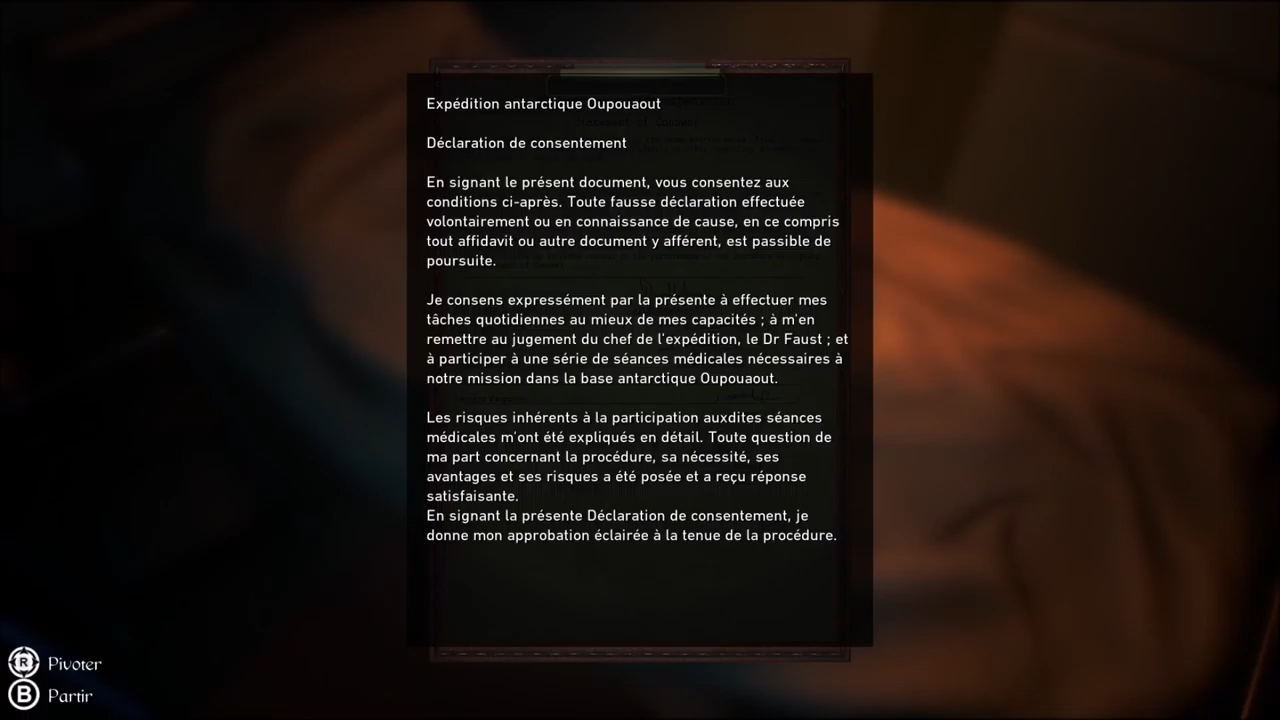 Expédition antarctique Oupouaout
Déclaration de consentement
En signant le présent document, vous consentez aux
conditions ci-après. Toute fausse déclaration effectuée
volontairement ou en connaissance de cause, en ce compris
tout affidavit ou autre document y afférent, est passible de
poursuite.
Je consens expressément par la présente à effectuer mes
tâches quotidiennes au mieux de mes capacités ; à m'en
remettre au jugement du chef de l'expédition, le Dr Faust ; et
à participer à une série de séances médicales nécessaires à
notre mission dans la base antarctique Oupouaout.
Les risques inhérents à la participation auxdites séances
médicales m'ont été expliqués en détail. Toute question de
ma part concernant la procédure, sa nécessité, ses
avantages et ses risques a été posée et a reçu réponse
satisfaisante.
En signant la présente Déclaration de consentement, je
donne mon approbation éclairée à la tenue de la procédure.
R Pivoter
B Partir